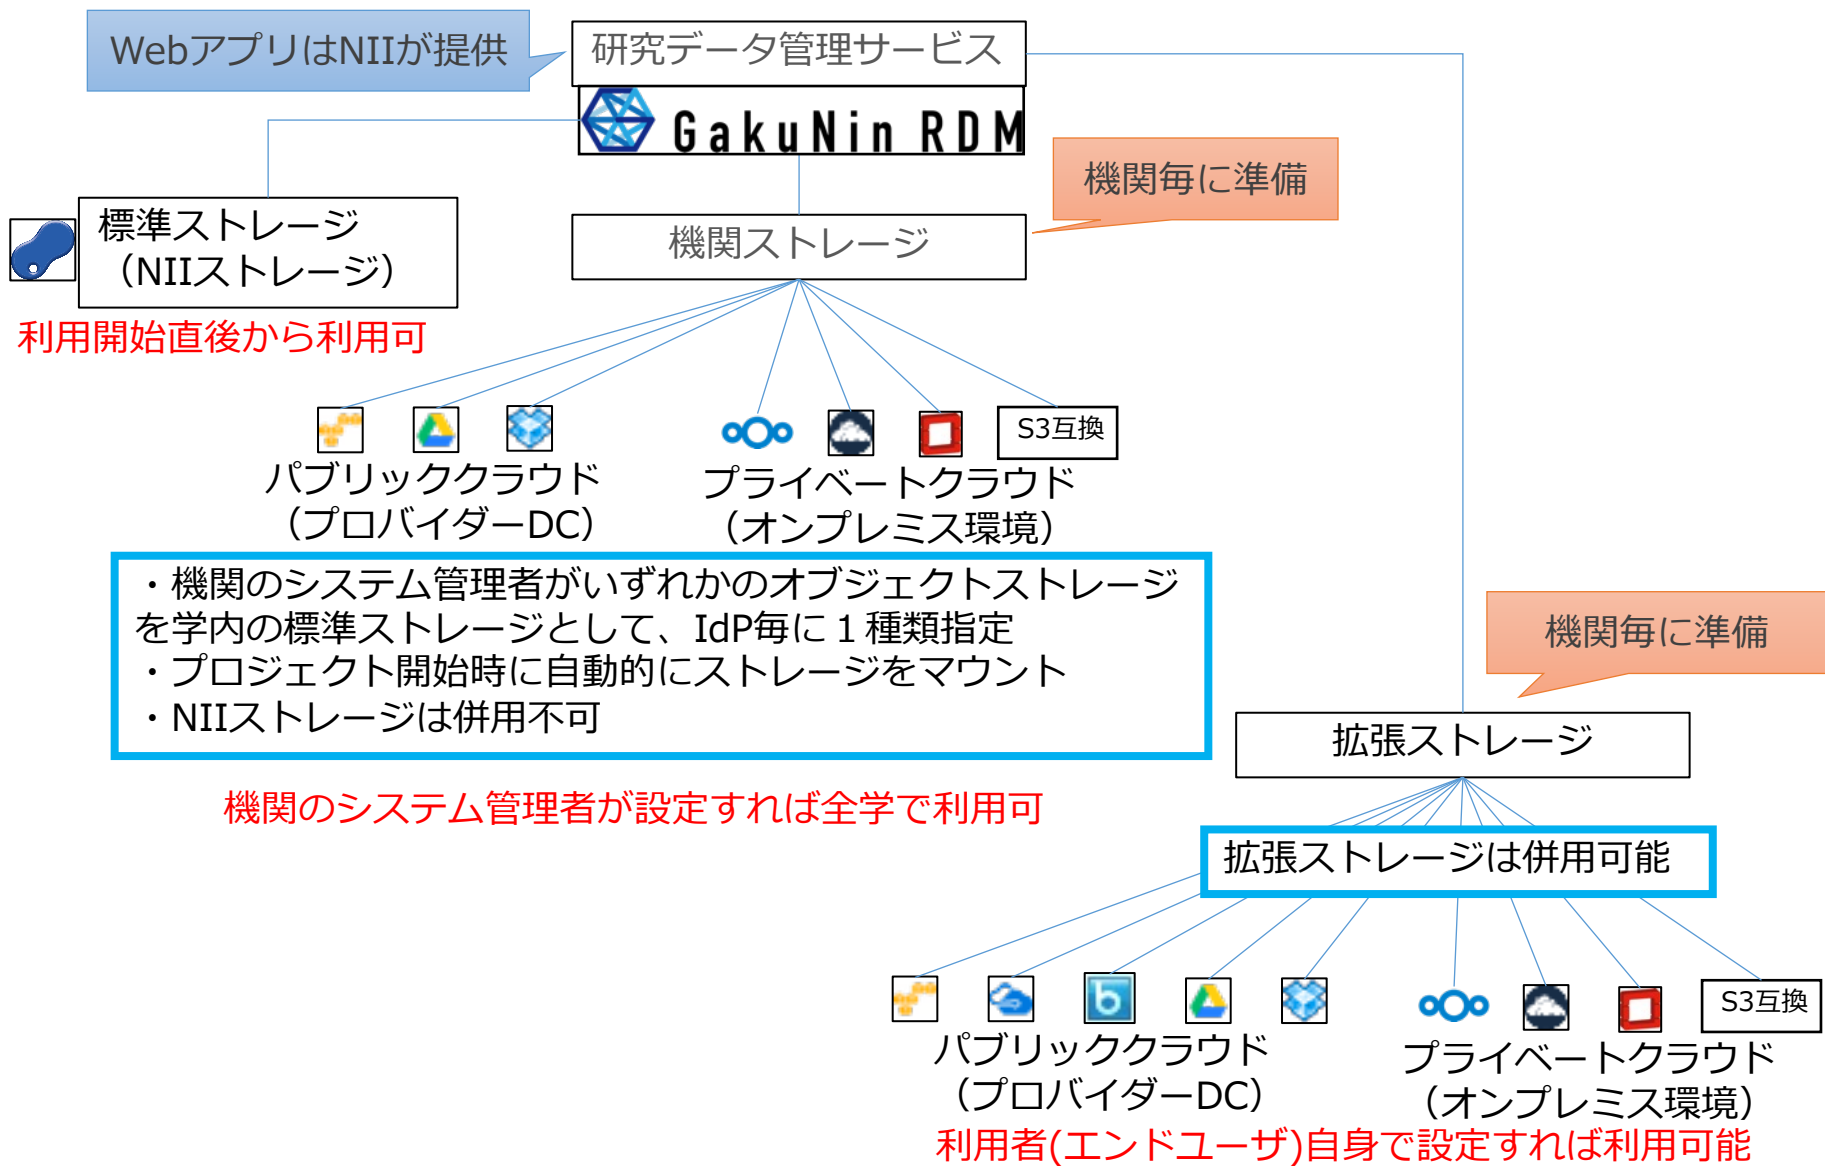 WebアプリはNIIが提供
研究データ管理サービス
GakuNin RDM
機関毎に準備
標準ストレージ
（NIIストレージ）
機関ストレージ
利用開始直後から利用可
S3互換
パブリッククラウド
（プロバイダーDC）
プライベートクラウド
（オンプレミス環境）
・機関のシステム管理者がいずれかのオブジェクトストレージ
を学内の標準ストレージとして、IdP毎に１種類指定
・プロジェクト開始時に自動的にストレージをマウント
・NIIストレージは併用不可
機関のシステム管理者が設定すれば全学で利用可
機関毎に準備
拡張ストレージ
拡張ストレージは併用可能
b
S3互換
パブリッククラウド
（プロバイダーDC）
プライベートクラウド
（オンプレミス環境）
利用者(エンドユーザ)自身で設定すれば利用可能